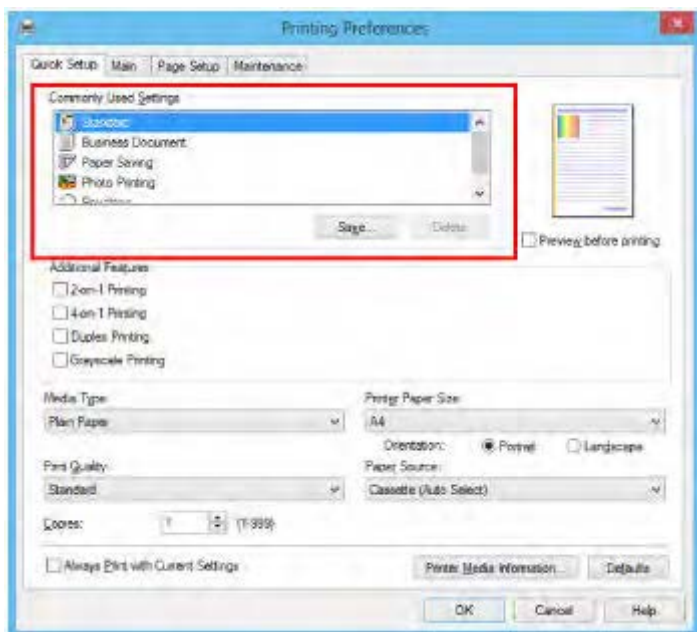 Printing Preferences
Quick Setup Main Page Setup Maintenance
Commonly Used Settings
Standard
Business Document
Paper Saving
Photo Printing
Save... Delete
Preview before printing
Additional Features
2-on-1 Printing
4-on-1 Printing
Duplex Printing
Grayscale Printing
Media Type: Printer Paper Size:
Plain Paper A4
Orientation: Portrait Landscape
Print Quality: Paper Source:
Standard Cassette (Auto Select)
Copies: 1 (1-999)
Always Print with Current Settings Printer Media Information... Defaults
OK Cancel Help